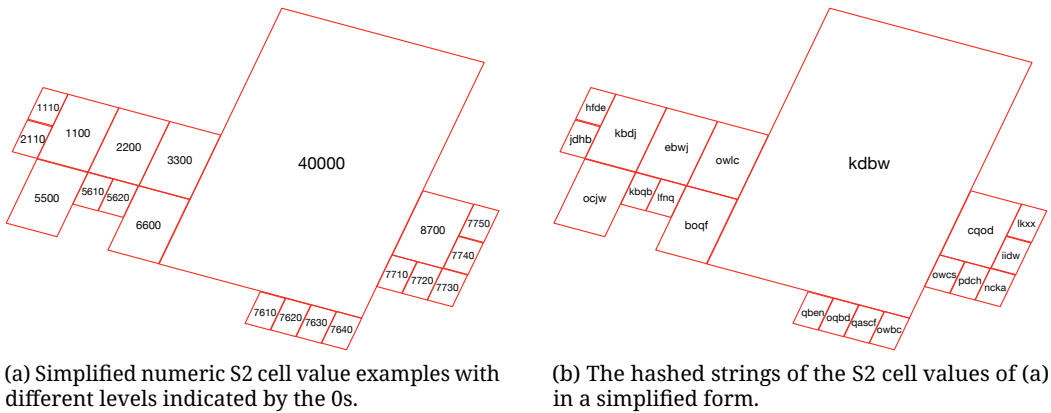 1110
2110
1100
2200
3300
5500
5610
5620
6600
40000
8700
7750
7740
7710
7720
7730
7610
7620
7630
7640
(a) Simplified numeric S2 cell value examples with
different levels indicated by the 0s.
hfde
jdhb
kbdj
ebwj
owlc
ocjw
kbqb
lfnq
boqf
kdbw
cqod
lkxx
iidw
owcs
pdch
ncka
qben
oqbd
qascf
owbc
(b) The hashed strings of the S2 cell values of (a)
in a simplified form.